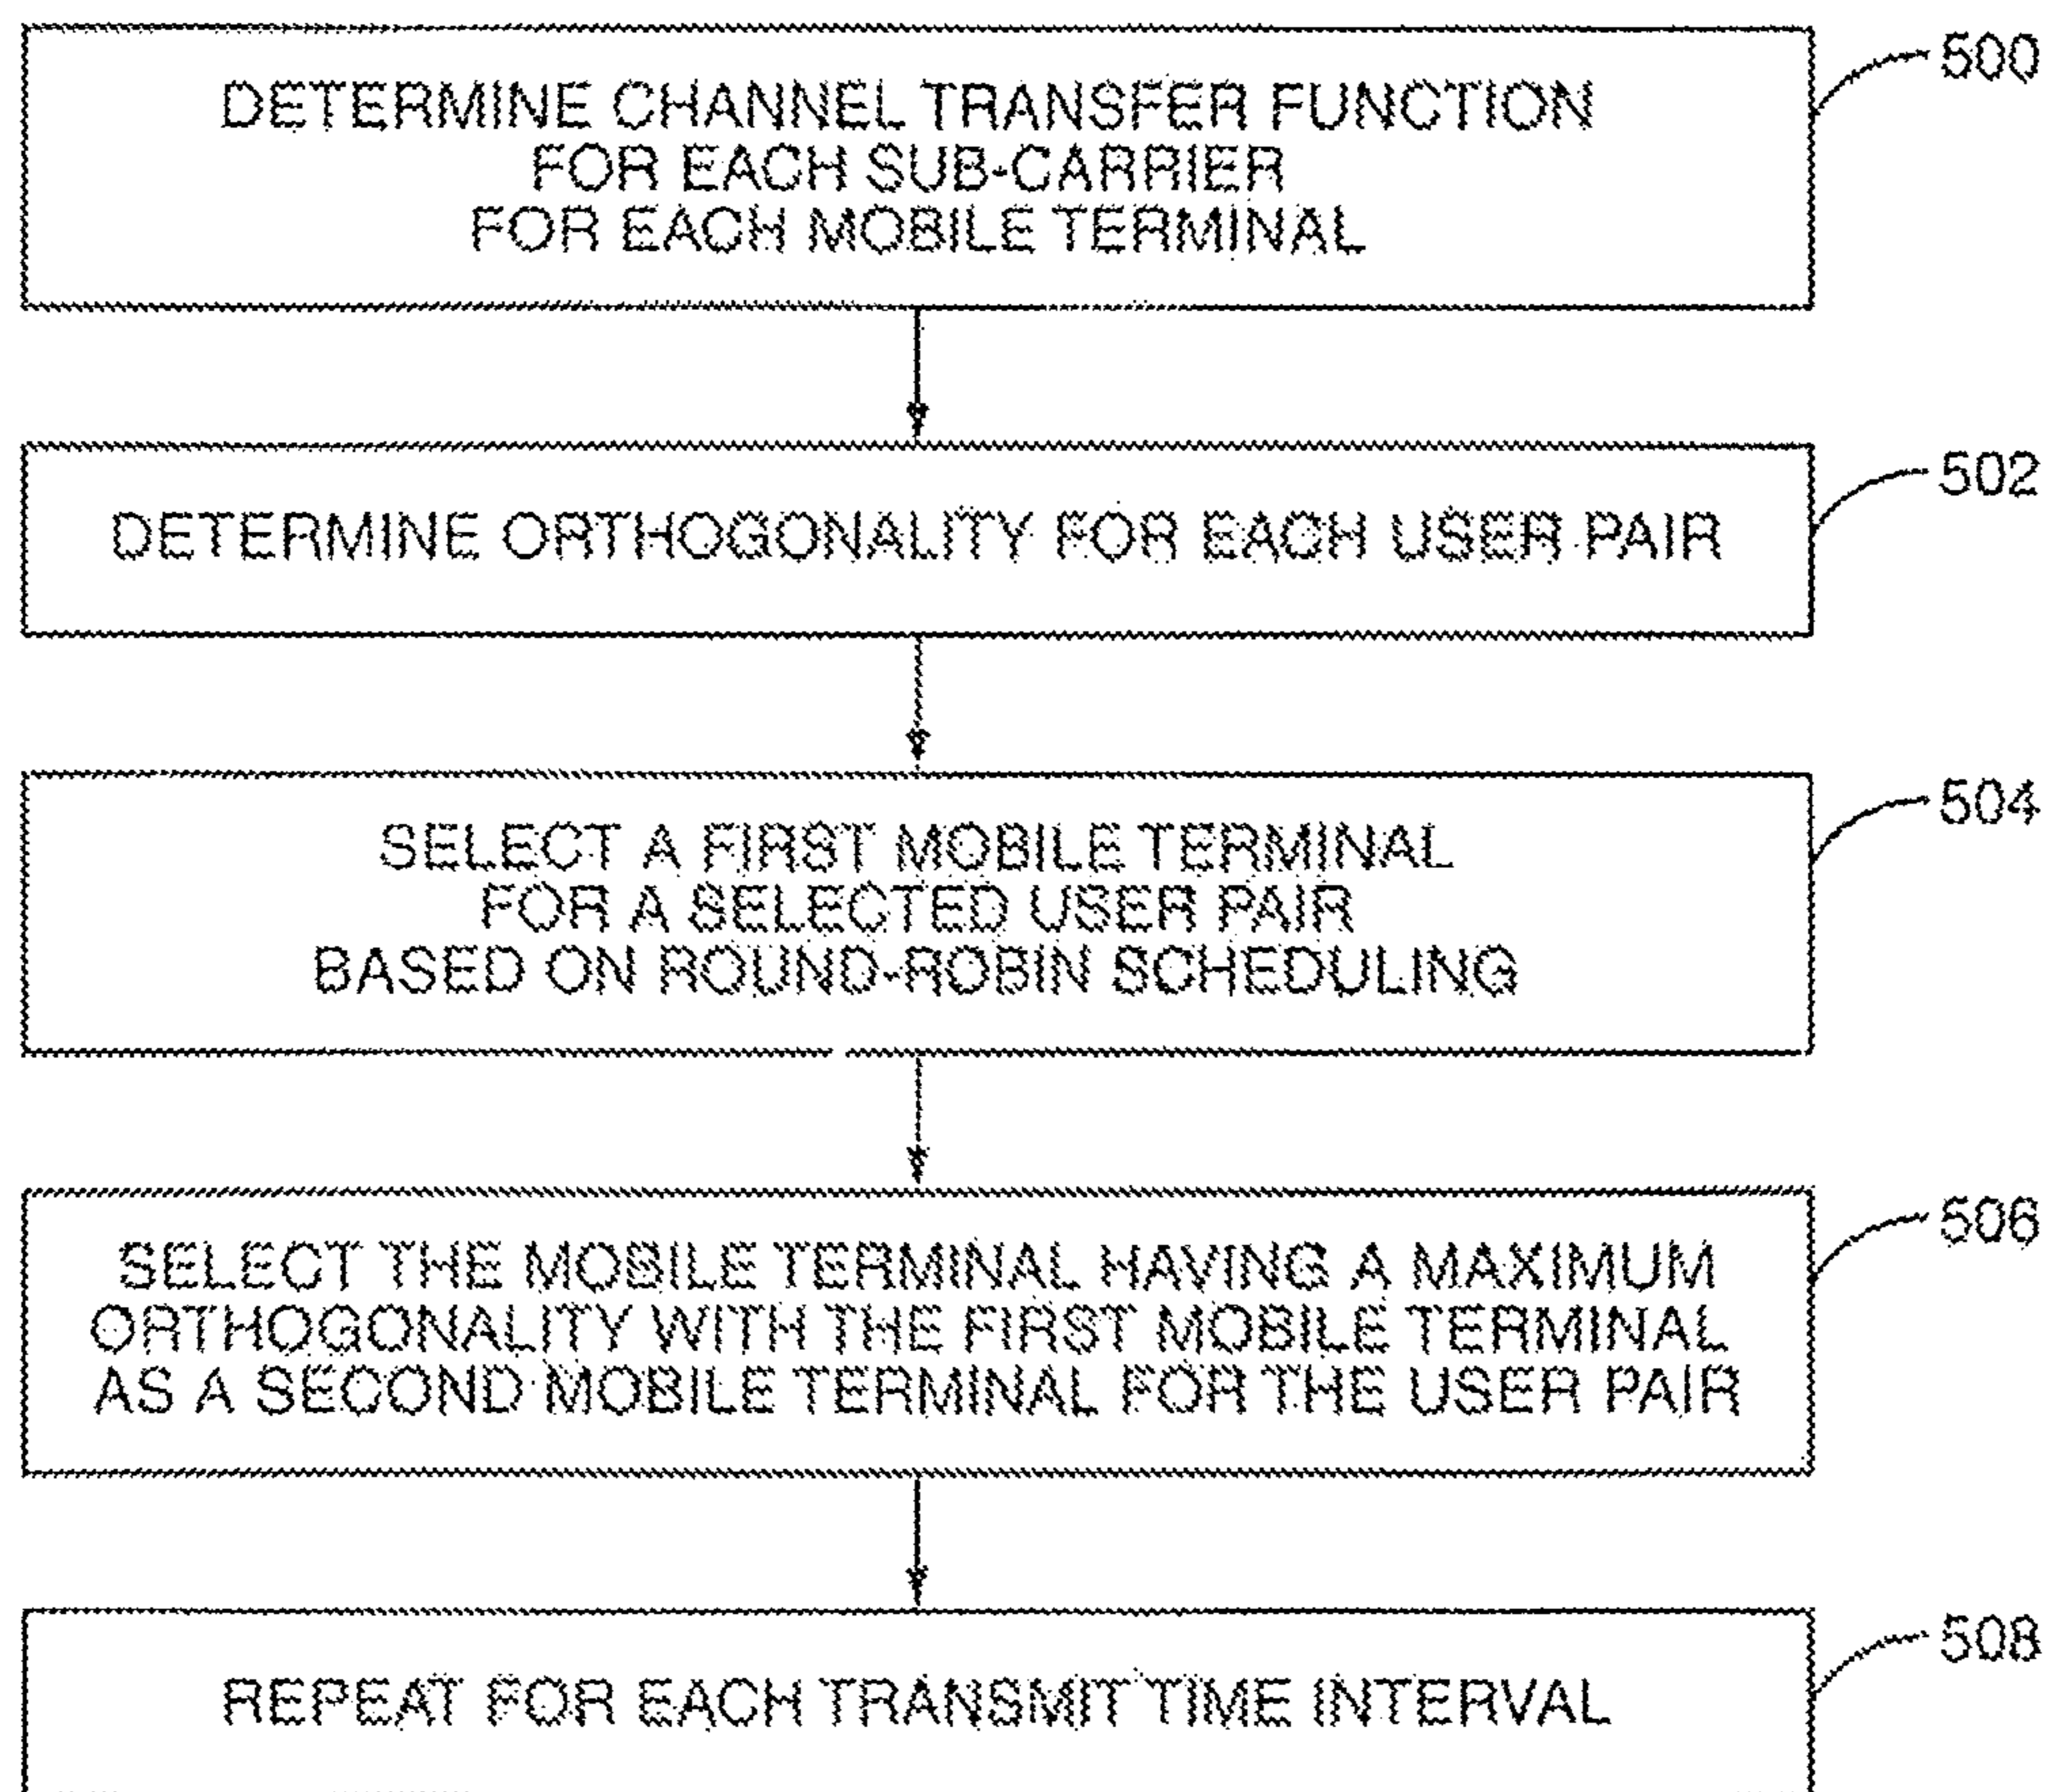 DETERMINE CHANNEL TRANSFER FUNCTION
FOR EACH SUB-CARRIER
FOR EACH MOBILE TERMINAL
500
DETERMINE ORTHOGONALITY FOR EACH USER PAIR
502
SELECT A FIRST MOBILE TERMINAL
FOR A SELECTED USER PAIR
BASED ON ROUND-ROBIN SCHEDULING
504
SELECT THE MOBILE TERMINAL HAVING A MAXIMUM
ORTHOGONALITY WITH THE FIRST MOBILE TERMINAL
AS A SECOND MOBILE TERMINAL FOR THE USER PAIR
506
REPEAT FOR EACH TRANSMIT TIME INTERVAL
508